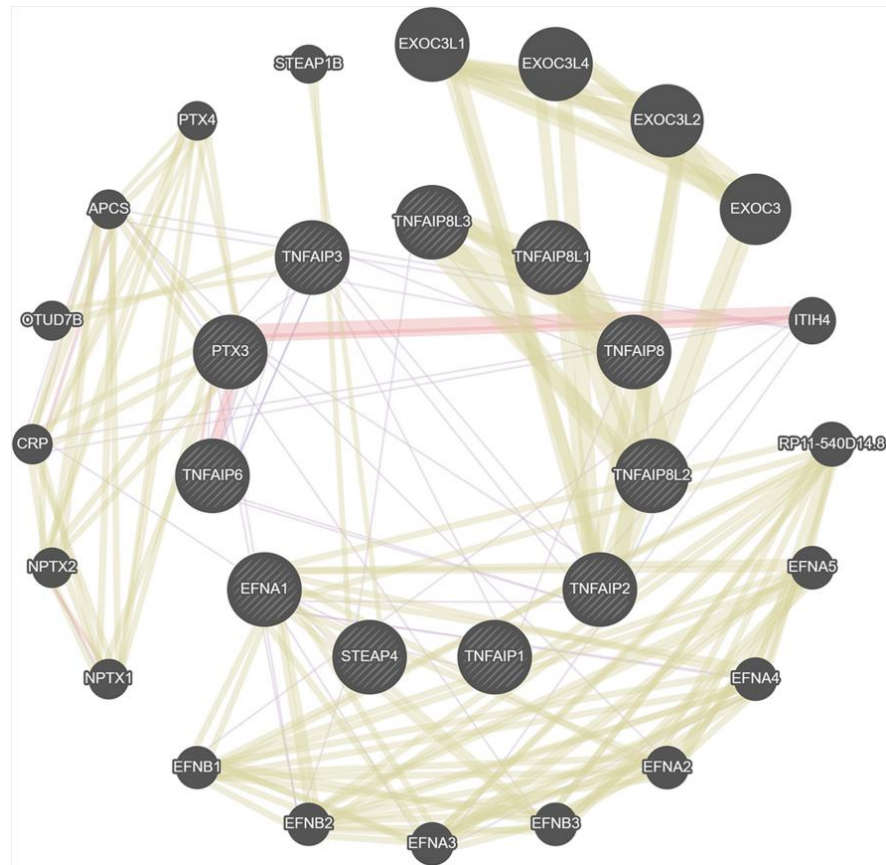 EXOC3L1
STEAP1B
EXOC3L4
PTX4
EXOC3L2
APCS
EXOC3
TNFAIP8L3
TNFAIP3
TNFAIP8L1
OTUD7B
ITIH4
PTX3
TNFAIP8
CRP
RP11-540D14.8
TNFAIP6
TNFAIP8L2
NPTX2
EFNA5
EFNA1
TNFAIP2
STEAP4
TNFAIP1
NPTX1
EFNA4
EFNB1
EFNA2
EFNB2
EFNB3
EFNA3